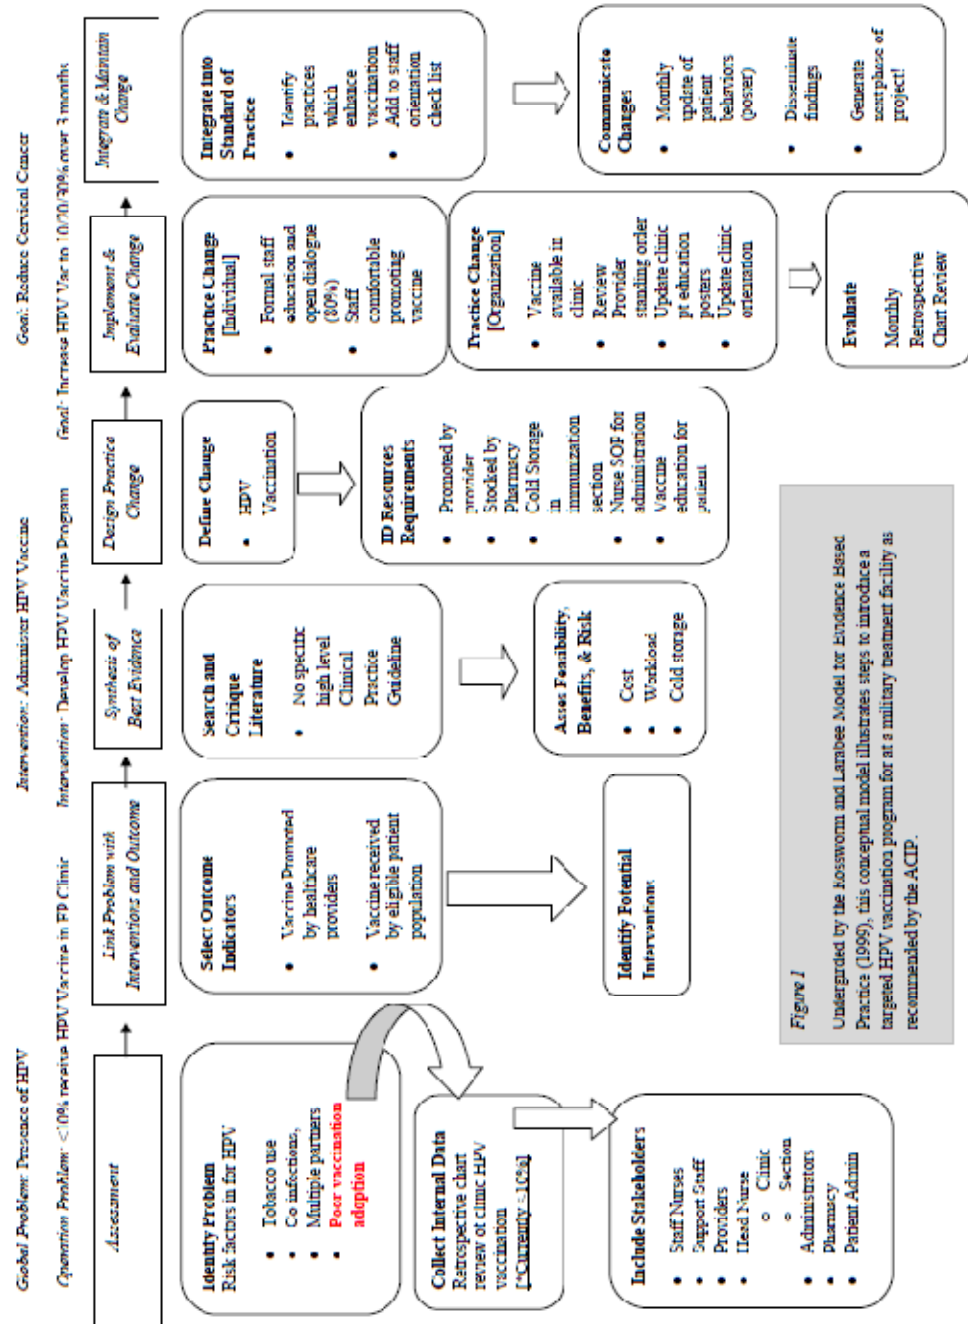 Global Problem: Presence of HPV
Intervention: Administer HPV Vaccine
Goal: Reduce Cervical Cancer
Operation Problem: <10% receive HPV Vaccine in FP Clinic
Intervention: Develop HPV Vaccine Program
Goal: Increase HPV Vac to 10/20/30% over 3 months
Assessment
Link Problem with
Interventions and Outcome
Synthesis of
Best Evidence
Design Practice
Change
Implement &
Evaluate Change
Integrate & Maintain
Change
Identify Problem
Risk factors in for HPV
• Tobacco use
• Co infections,
• Multiple partners
• Poor vaccination
adoption
Collect Internal Data
Retrospective chart
review of clinic HPV
vaccination
[*Currently <10%]
Include Stakeholders
• Staff Nurses
• Support Staff
• Providers
• Head Nurse
○ Clinic
○ Section
• Administrators
• Pharmacy
• Patient Admin
Select Outcome
Indicators
• Vaccine Promoted
by healthcare
providers
• Vaccine received
by eligible patient
population
Identify Potential
Interventions
Search and
Critique
Literature
• No specific
high level
Clinical
Practice
Guideline
Asses Feasibility,
Benefits, & Risk
• Cost
• Workload
• Cold storage
Define Change
• HPV
Vaccination
ID Resources
Requirements
• Promoted by
provider
• Stocked by
Pharmacy
• Cold Storage
in
immunization
section
• Nurse SOP for
administration
• Vaccine
education for
patient
Practice Change
[Individual]
• Formal staff
education and
open dialogue
(80%)
• Staff
comfortable
promoting
vaccine
Practice Change
[Organization]
• Vaccine
available in
clinic
• Review
Provider
standing order
• Update clinic
pt education
posters
• Update clinic
orientation
Evaluate
Monthly
Retrospective
Chart Review
Integrate into
Standard of
Practice
• Identify
practices
which
enhance
vaccination
• Add to staff
orientation
check list
Communicate
Changes
• Monthly
update of
patient
behaviors
(poster)
• Disseminate
findings
• Generate
next phase of
project!
Figure 1
Undergirded by the Rossworm and Larabee Model for Evidence Based
Practice (1999), this conceptual model illustrates steps to introduce a
targeted HPV vaccination program for at a military treatment facility as
recommended by the ACIP.